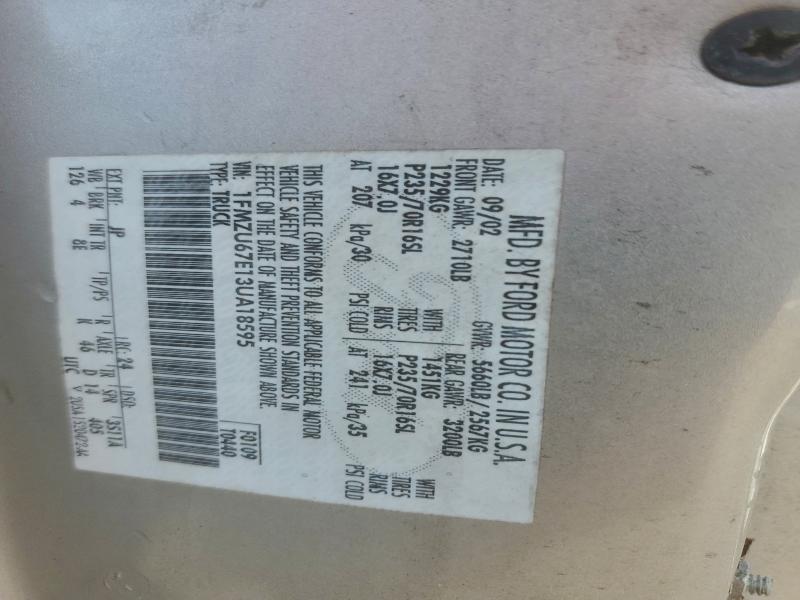 MFD. BY FORD MOTOR CO. IN U.S.A.
DATE: 09/02 GVWR: 5660LB/ 2567KG
FRONT GAWR: 2710LB REAR GAWR: 3200LB
1229KG WITH 1451KG WITH
P235/70R16SL TIRES P235/70R16SL TIRES
16X7.0J RIMS 16X7.0J RIMS
AT 207 kPa/30 PSI COLD AT 241 kPa/35 PSI COLD
THIS VEHICLE CONFORMS TO ALL APPLICABLE FEDERAL MOTOR
VEHICLE SAFETY AND THEFT PREVENTION STANDARDS IN
EFFECT ON THE DATE OF MANUFACTURE SHOWN ABOVE.
VIN: 1FMZU67E13UA18595
TYPE: TRUCK
F0109
T0440
EXT PNT: JP RC: 24 DSO: 3S11A
WB BRK INT TR TP/PS R AXLE TR SPR
126 4 8E K 46 D 14 405
UTC